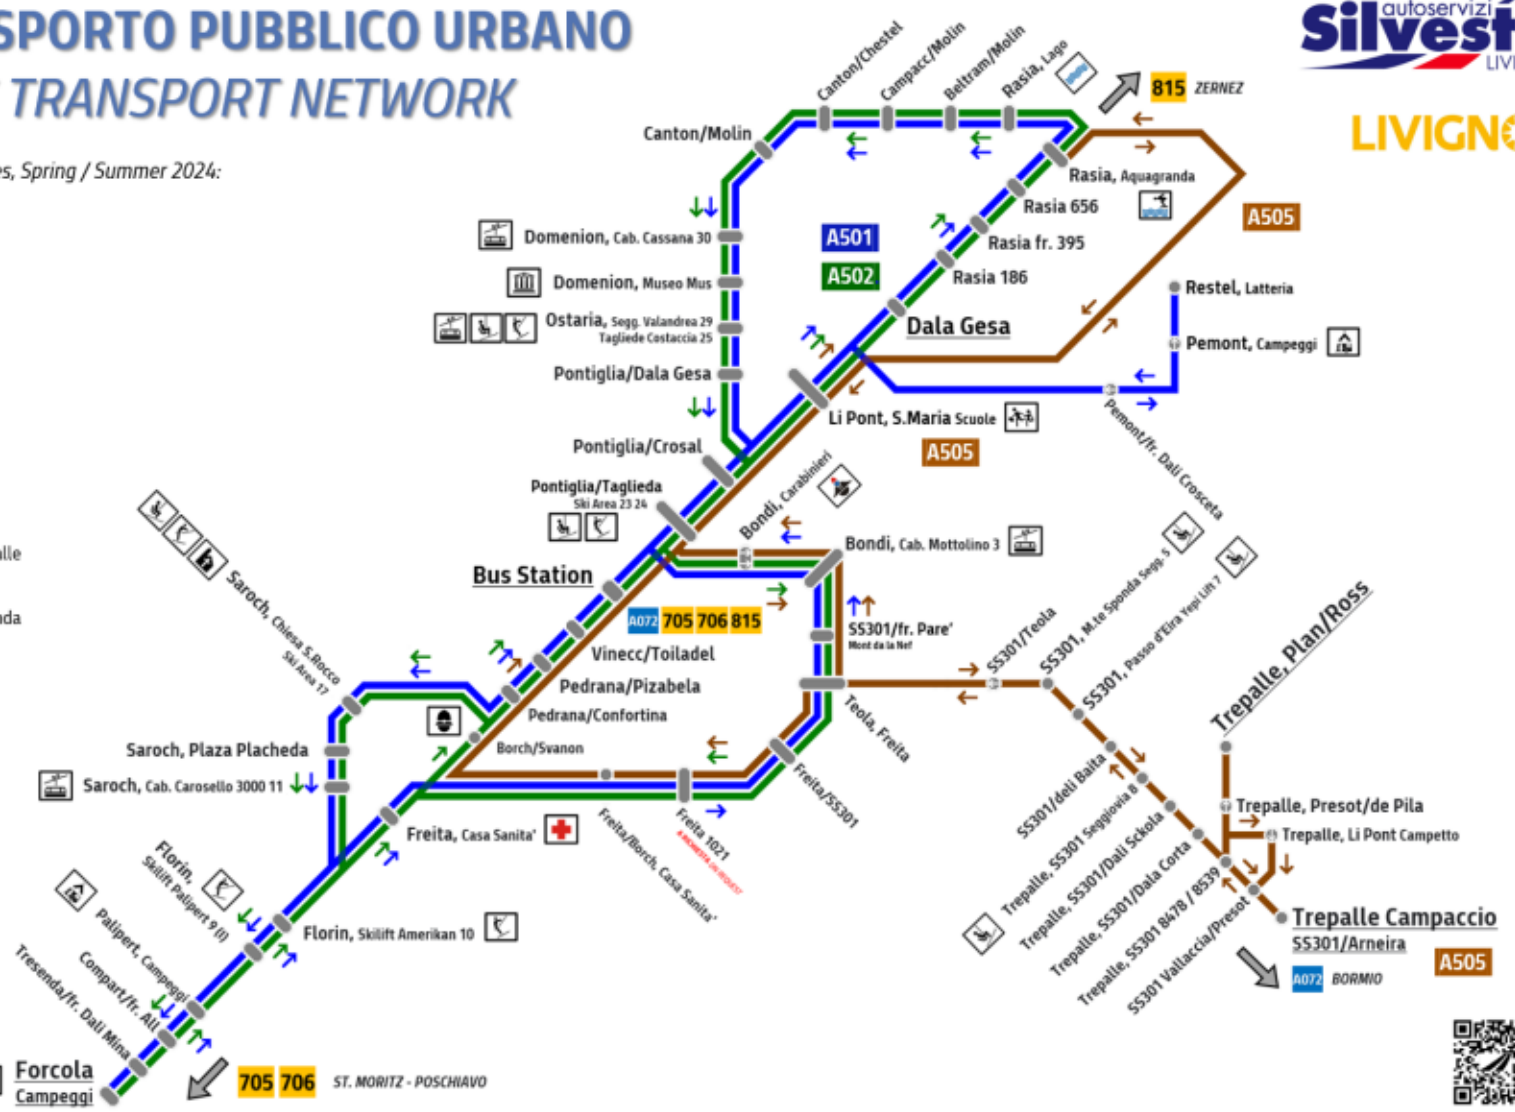 SPORTO PUBBLICO URBANO
TRANSPORT NETWORK
es, Spring / Summer 2024:
autoservizi
Silvest
LIVI
LIVIGNO
815 ZERNEZ
Canton/Chestel
Campacc/Molin
Beltram/Molin
Rasia, Lago
Canton/Molin
Rasia, Aquagranda
Rasia 656
Rasia fr. 395
Rasia 186
A505
A501
A502
Domenion, Cab. Cassana 30
Domenion, Museo Mus
Ostaria, Segg. Valandrea 29
Tagliede Costaccia 25
Pontiglia/Dala Gesa
Dala Gesa
Restel, Latteria
Pemont, Campeggi
Pemont/fr. Dali Crosceta
Li Pont, S.Maria Scuole
A505
Pontiglia/Crosal
Pontiglia/Taglieda
Ski Area 23 24
Bondi, Carabinieri
Bondi, Cab. Mottolino 3
Bus Station
A072 705 706 815
alle
nda
Saroch, Chiesa S.Rocco
Ski Area 17
Vinecc/Toiladel
Pedrana/Pizabela
Pedrana/Confortina
Borch/Svanon
SS301/fr. Pare'
Mont da la Nef
SS301/Teola
SS301, M.te Sponda Segg. 5
SS301, Passo d'Eira Yepi Lift 7
Trepalle, Plan/Ross
Teola, Freita
Saroch, Plaza Placheda
Saroch, Cab. Carosello 3000 11
Freita, Casa Sanita'
Freita/Borch, Casa Sanita'
Freita 1021
A RICHIESTA ON REQUEST
Freita/SS301
SS301/deli Baita
Trepalle, SS301 Seggiovia 8
Trepalle, SS301/Dali Sckola
Trepalle, SS301/Dala Corta
Trepalle, SS301 8478 / 8539
SS301 Vallaccia/Presot
Trepalle, Presot/de Pila
Trepalle, Li Pont Campetto
Trepalle Campaccio
SS301/Arneira
A505
A072 BORMIO
Florin,
Skilift Palipert 9 (I)
Florin, Skilift Amerikan 10
Palipert, Campeggi
Compart/fr. All
Tresenda/fr. Dali Mina
Forcola
Campeggi
705 706 ST. MORITZ - POSCHIAVO